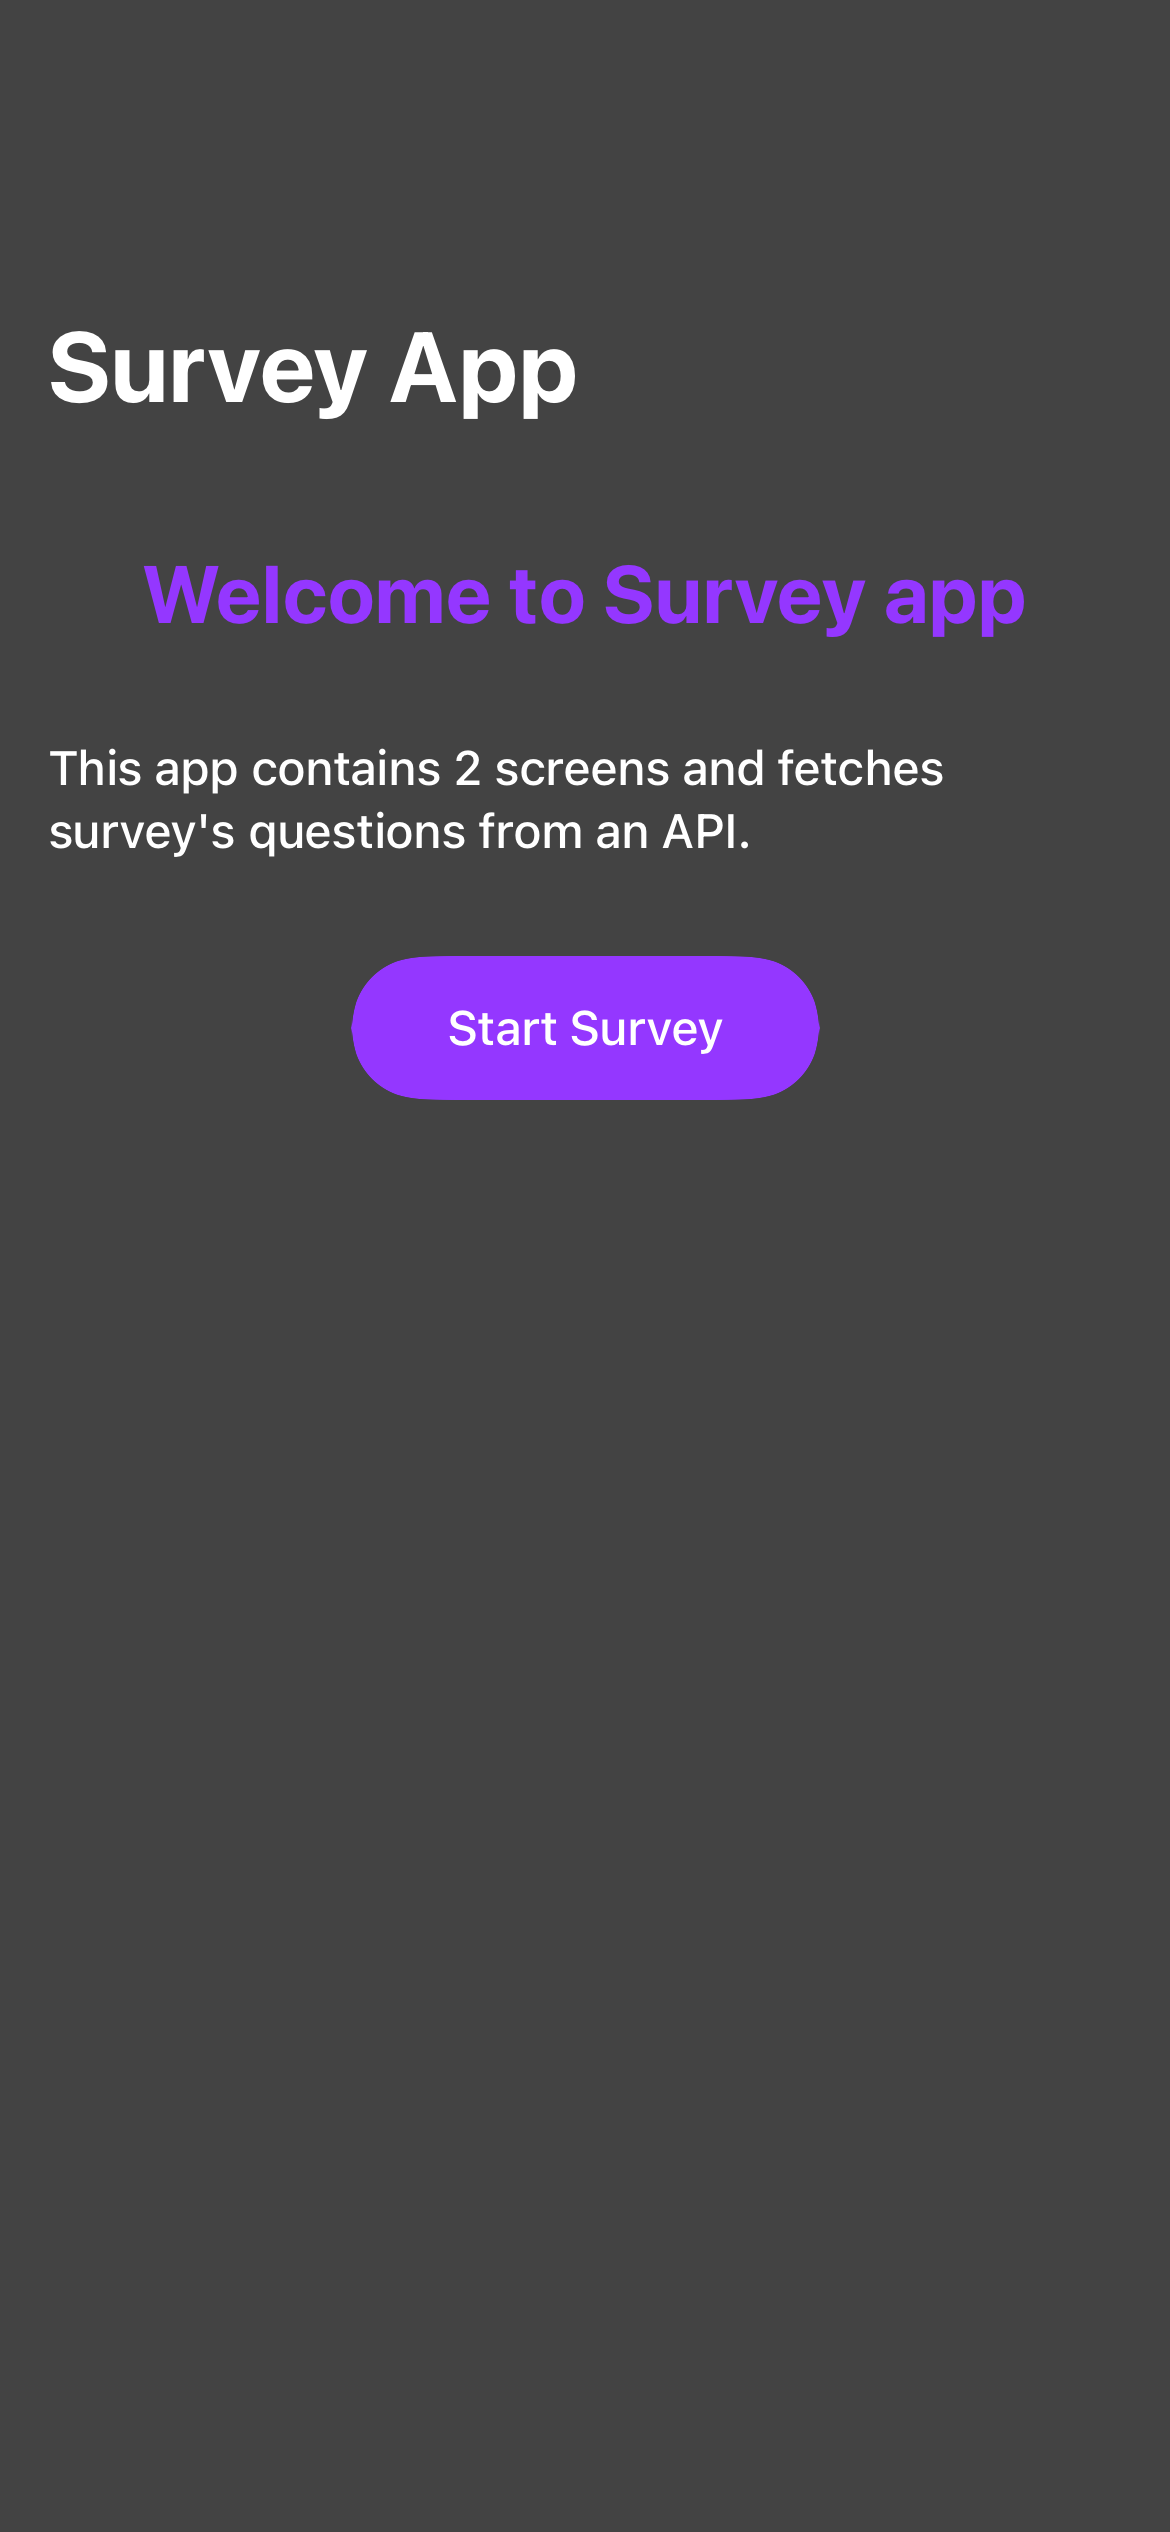 Survey App
Welcome to Survey app
This app contains 2 screens and fetches
survey's questions from an API.
Start Survey